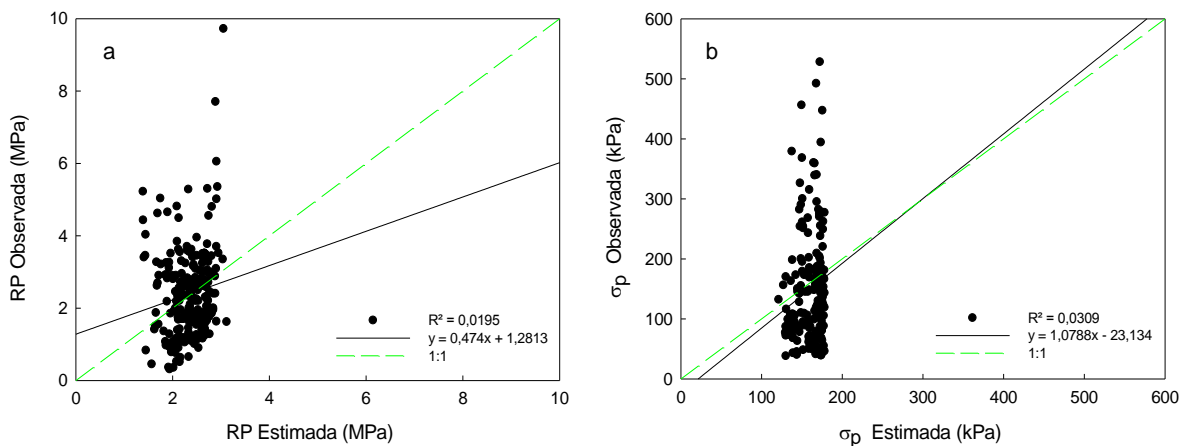 a
RP Observada (MPa)
10
8
6
4
2
0
0 2 4 6 8 10
RP Estimada (MPa)
R² = 0,0195
y = 0,474x + 1,2813
1:1
b
σp Observada (kPa)
600
500
400
300
200
100
0
0 100 200 300 400 500 600
σp Estimada (kPa)
R² = 0,0309
y = 1,0788x - 23,134
1:1